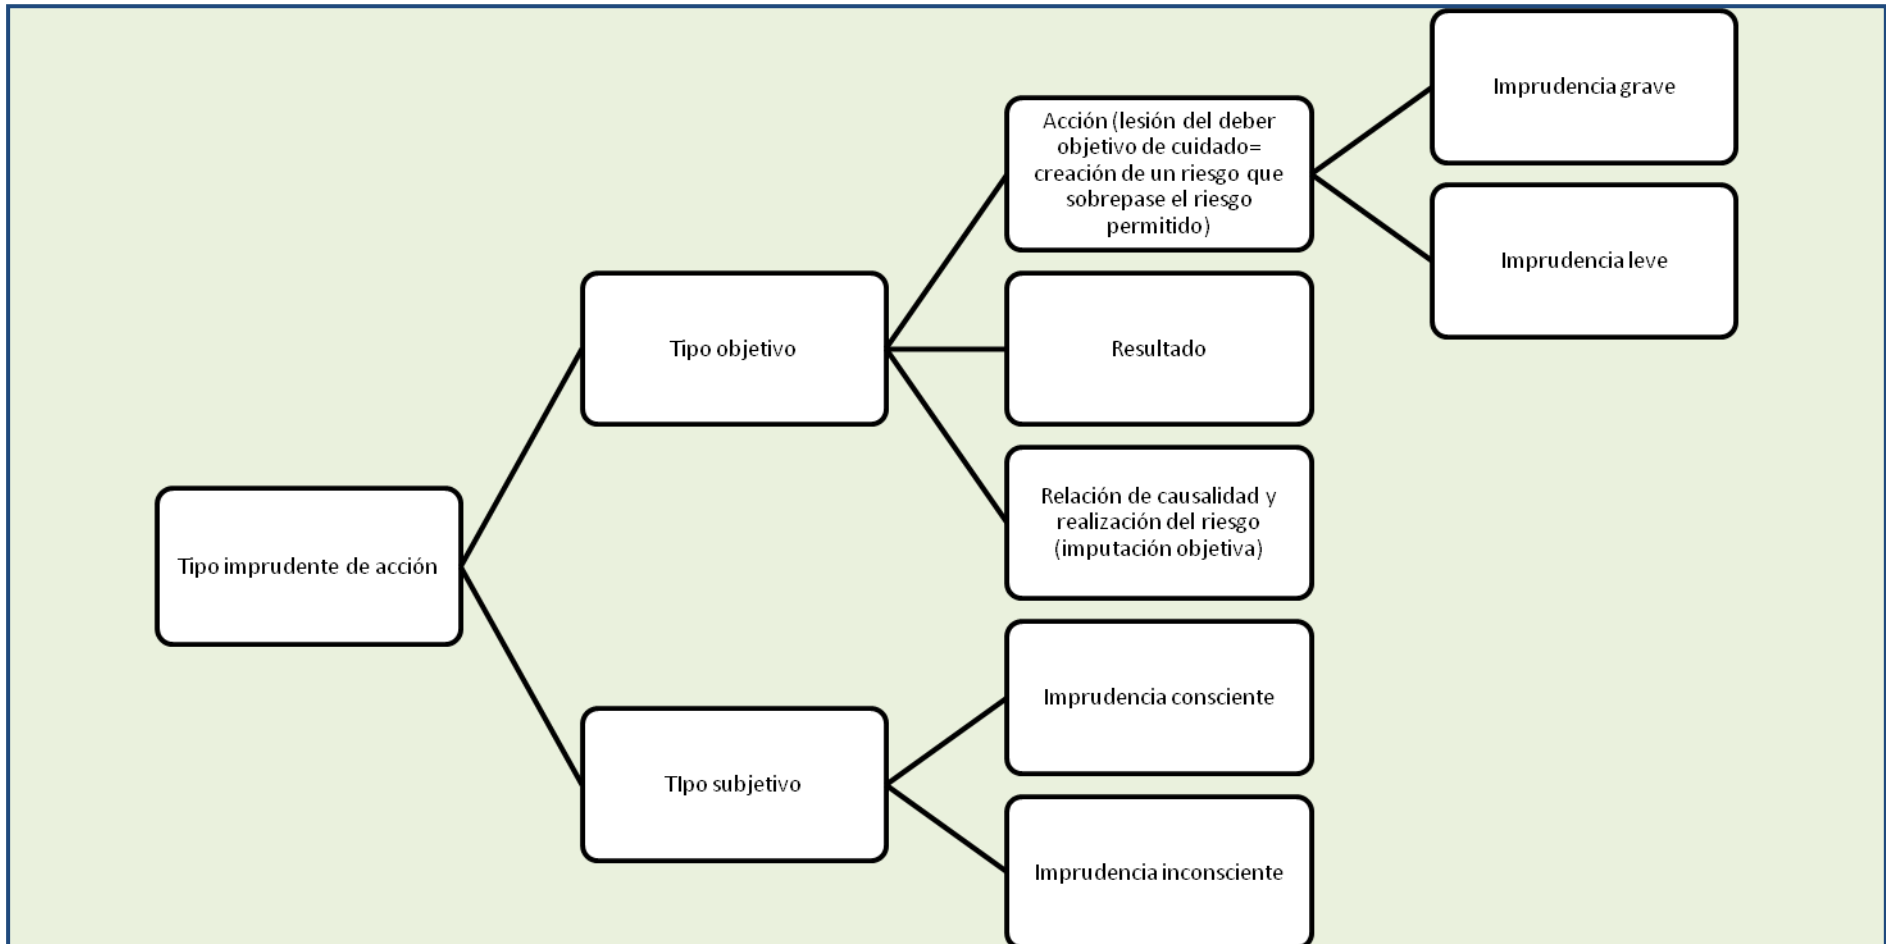 Imprudencia grave
Acción (lesión del deber
objetivo de cuidado=
creación de un riesgo que
sobrepase el riesgo
permitido)
Imprudencia leve
Tipo objetivo
Resultado
Relación de causalidad y
realización del riesgo
(imputación objetiva)
Tipo imprudente de acción
Imprudencia consciente
TIpo subjetivo
Imprudencia inconsciente